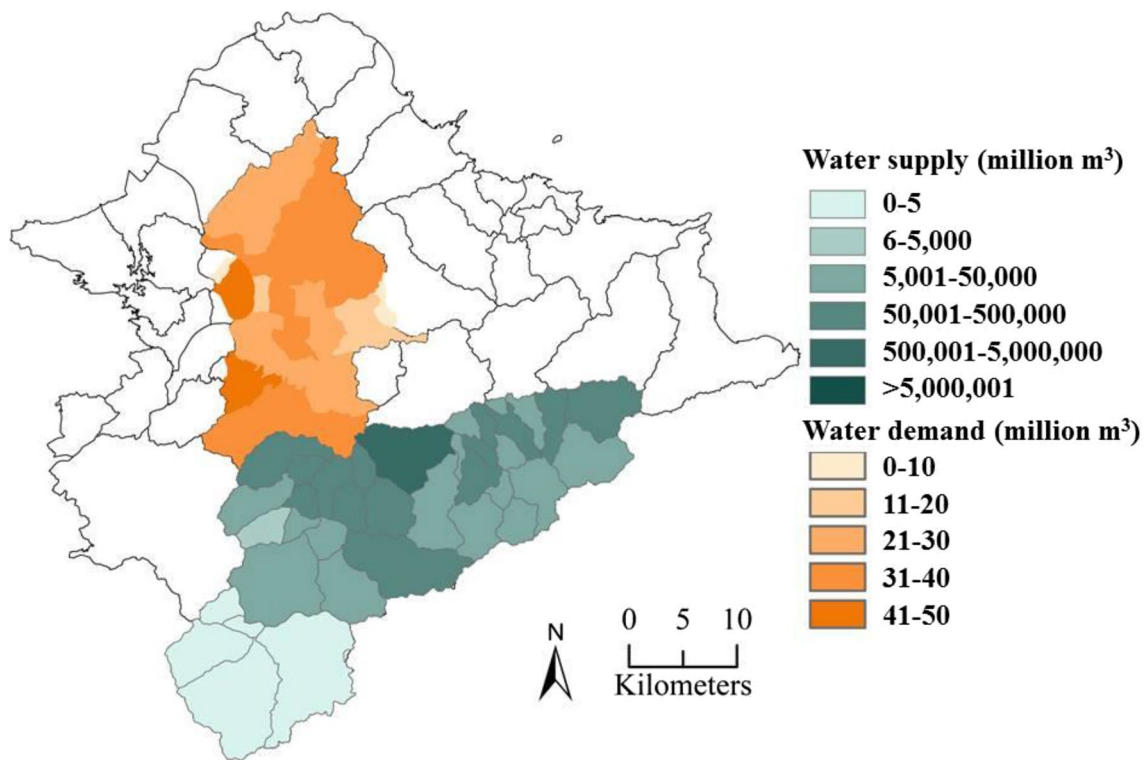 Water supply (million m³)
0-5
6-5,000
5,001-50,000
50,001-500,000
500,001-5,000,000
>5,000,001
Water demand (million m³)
0-10
11-20
21-30
31-40
41-50
N
0 5 10
Kilometers